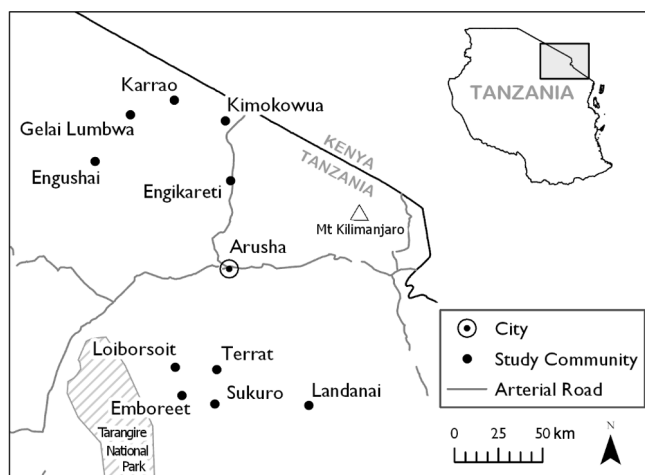 Karrao
Kimokowua
Gelai Lumbwa
Engushai
Engikareti
KENYA
TANZANIA
Mt Kilimanjaro
Arusha
TANZANIA
Loiborsoit
Terrat
Emboreet
Sukuro
Landanai
Tarangire
National
Park
City
Study Community
Arterial Road
N
0 25 50 km